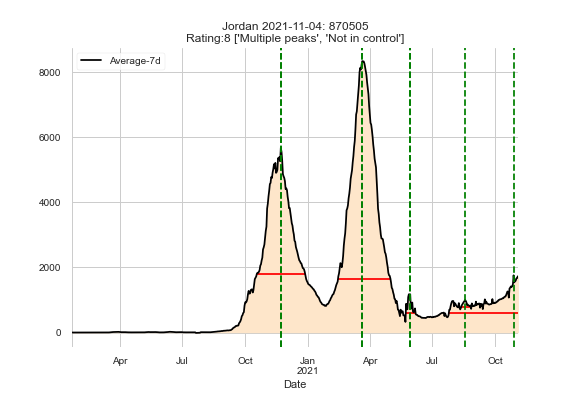 Jordan 2021-11-04: 870505
Rating:8 ['Multiple peaks', 'Not in control']
Average-7d
8000
6000
4000
2000
0
Apr
Jul
Oct
Jan
2021
Apr
Jul
Oct
Date